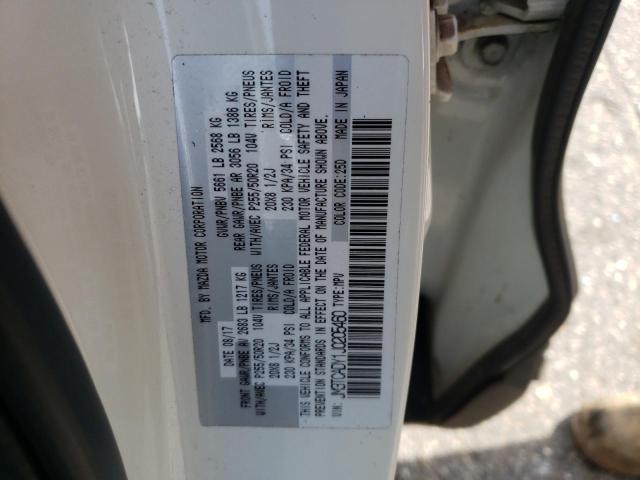 MFD. BY MAZDA MOTOR CORPORATION
DATE 08/17 GVWR/PNBV 5661 LB 2568 KG
FRONT GAWR/PNBE AV 2683 LB 1217 KG REAR GAWR/PNBE AR 3056 LB 1386 KG
WITH/AVEC P255/50R20 104V TIRES/PNEUS WITH/AVEC P255/50R20 104V TIRES/PNEUS
20X8 1/2J RIMS/JANTES 20X8 1/2J RIMS/JANTES
230 KPA/34 PSI COLD/A FROID 230 KPA/34 PSI COLD/A FROID
THIS VEHICLE CONFORMS TO ALL APPLICABLE FEDERAL MOTOR VEHICLE SAFETY AND THEFT
PREVENTION STANDARDS IN EFFECT ON THE DATE OF MANUFACTURE SHOWN ABOVE.
VIN: JM3TCADY1J0205460 TYPE:MPV COLOR CODE:25D MADE IN JAPAN